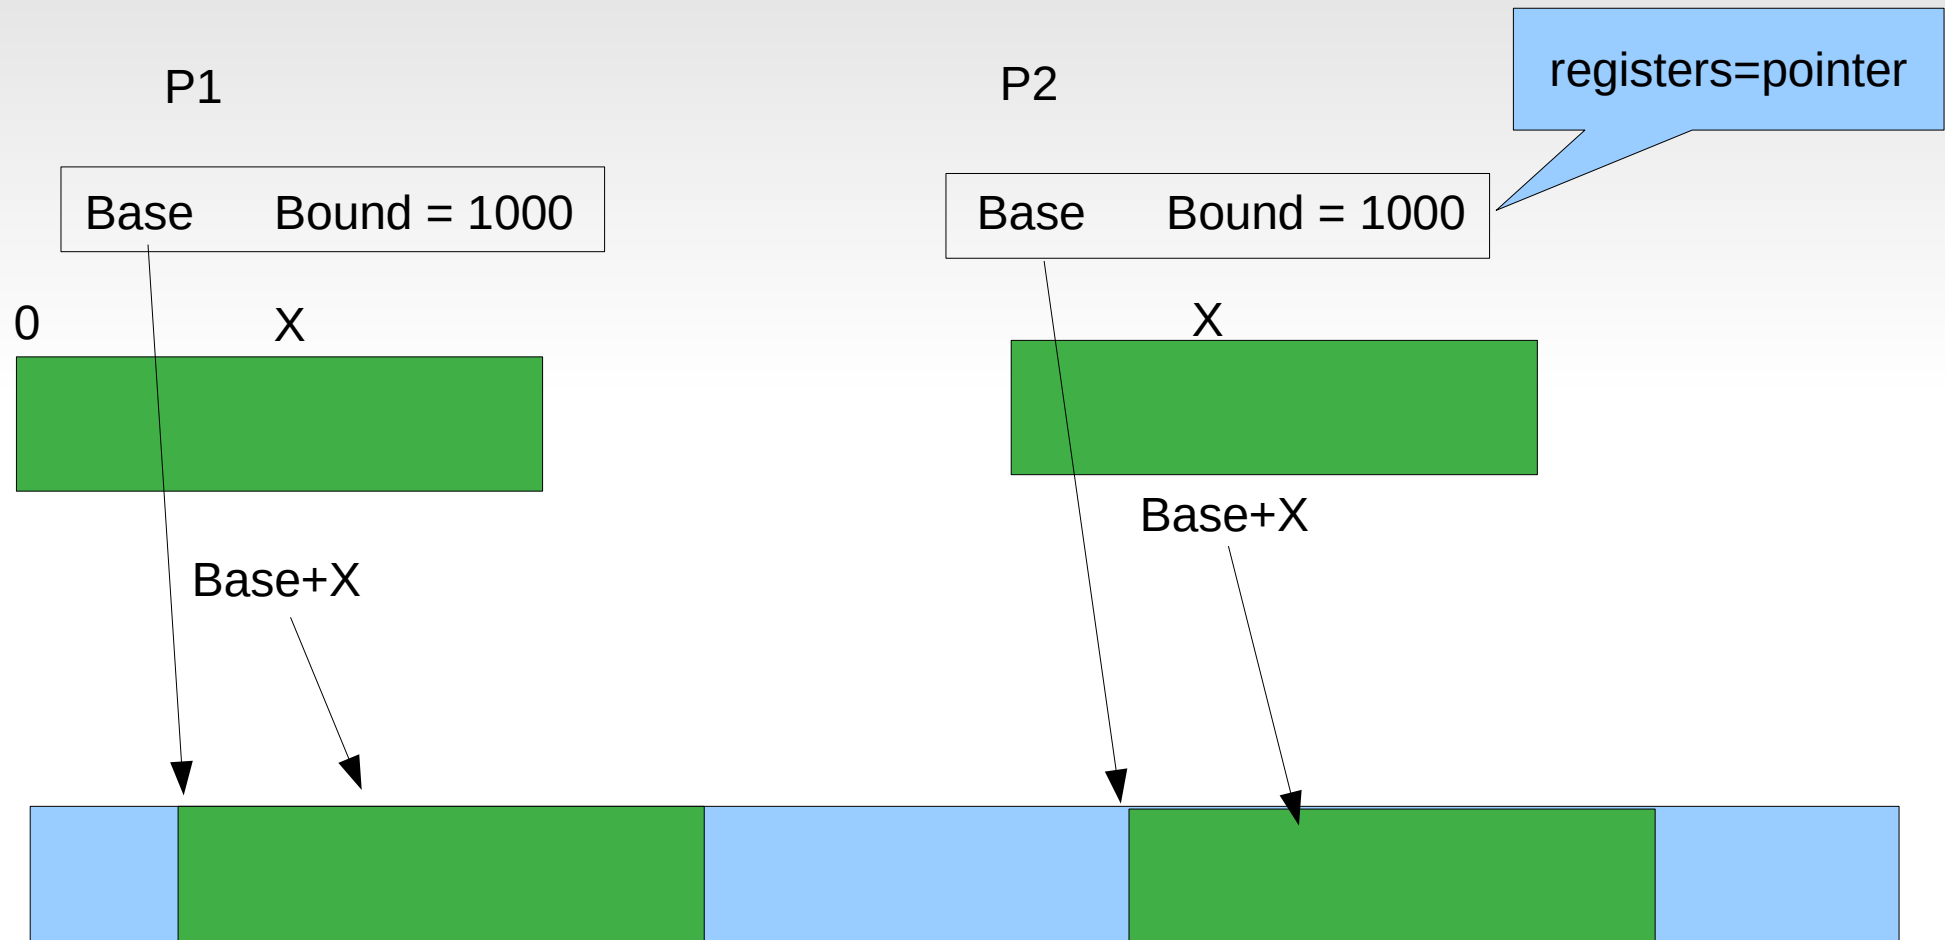 P1
P2
registers=pointer
Base Bound = 1000
Base Bound = 1000
0
X
X
Base+X
Base+X